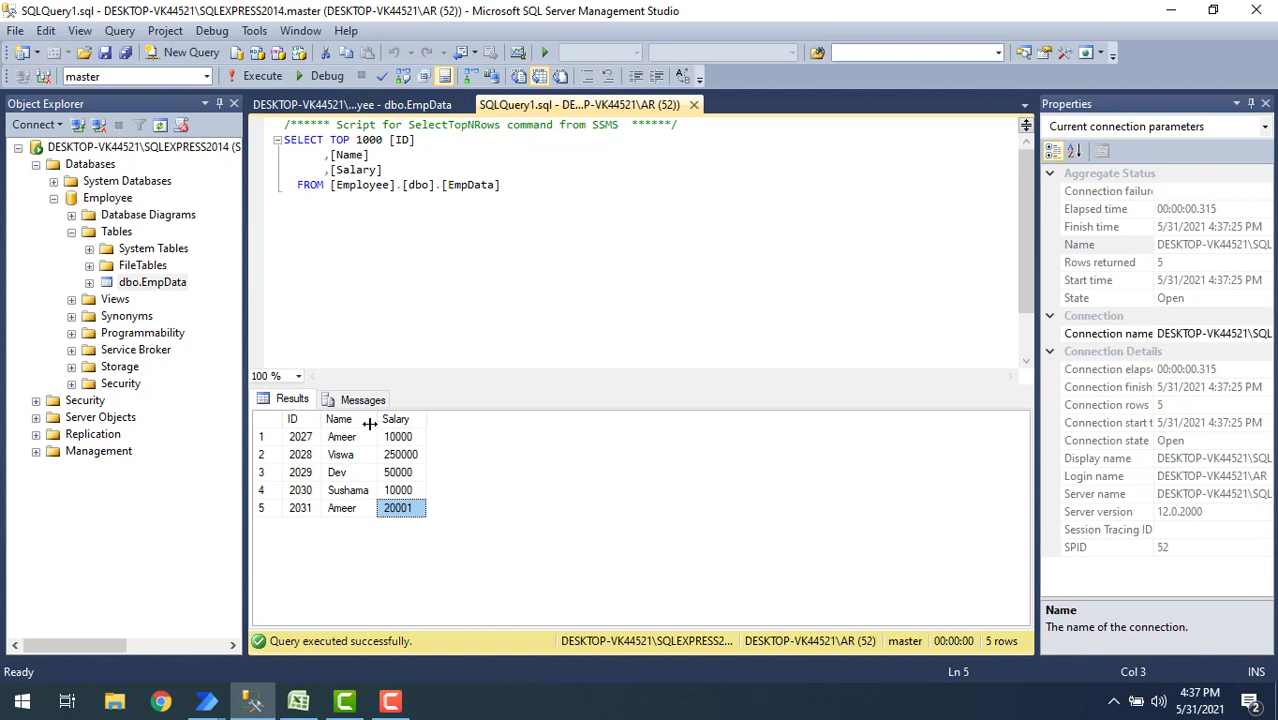 SQLQuery1.sql - DESKTOP-VK44521\SQLEXPRESS2014.master (DESKTOP-VK44521\AR (52)) - Microsoft SQL Server Management Studio
File Edit View Query Project Debug Tools Window Help
New Query
master Execute Debug
Object Explorer
Connect
DESKTOP-VK44521\SQLEXPRESS2014 (S
Databases
System Databases
Employee
Database Diagrams
Tables
System Tables
FileTables
dbo.EmpData
Views
Synonyms
Programmability
Service Broker
Storage
Security
Security
Server Objects
Replication
Management
DESKTOP-VK44521\...yee - dbo.EmpData SQLQuery1.sql - DE...P-VK44521\AR (52))
/****** Script for SelectTopNRows command from SSMS ******/
SELECT TOP 1000 [ID]
,[Name]
,[Salary]
FROM [Employee].[dbo].[EmpData]
100 %
Results Messages
ID Name Salary
1 2027 Ameer 10000
2 2028 Viswa 250000
3 2029 Dev 50000
4 2030 Sushama 10000
5 2031 Ameer 20001
Query executed successfully. DESKTOP-VK44521\SQLEXPRESS2... DESKTOP-VK44521\AR (52) master 00:00:00 5 rows
Properties
Current connection parameters
Aggregate Status
Connection failure
Elapsed time 00:00:00.315
Finish time 5/31/2021 4:37:25 PM
Name DESKTOP-VK44521\SQL
Rows returned 5
Start time 5/31/2021 4:37:25 PM
State Open
Connection
Connection name DESKTOP-VK44521\SQL
Connection Details
Connection elaps 00:00:00.315
Connection finish 5/31/2021 4:37:25 PM
Connection rows 5
Connection start t 5/31/2021 4:37:25 PM
Connection state Open
Display name DESKTOP-VK44521\SQL
Login name DESKTOP-VK44521\AR
Server name DESKTOP-VK44521\SQL
Server version 12.0.2000
Session Tracing ID
SPID 52
Name
The name of the connection.
Ready Ln 5 Col 3 INS
4:37 PM
5/31/2021
2